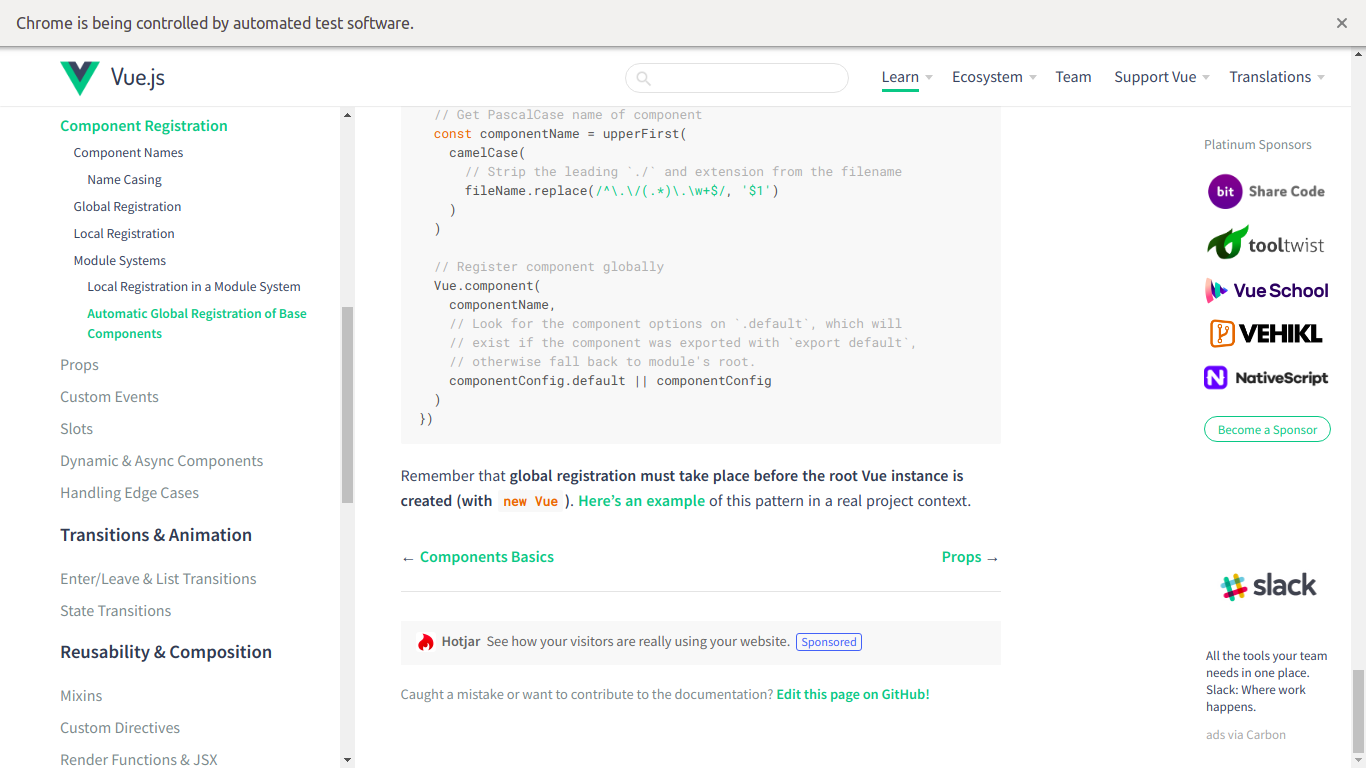 Chrome is being controlled by automated test software.
Vue.js
Learn
Ecosystem
Team
Support Vue
Translations
Component Registration
Component Names
Name Casing
Global Registration
Local Registration
Module Systems
Local Registration in a Module System
Automatic Global Registration of Base
Components
Props
Custom Events
Slots
Dynamic & Async Components
Handling Edge Cases
Transitions & Animation
Enter/Leave & List Transitions
State Transitions
Reusability & Composition
Mixins
Custom Directives
Render Functions & JSX
// Get PascalCase name of component
const componentName = upperFirst(
camelCase(
// Strip the leading `./` and extension from the filename
fileName.replace(/^\.\/(.*)\.\w+$/, '$1')
)
)
// Register component globally
Vue.component(
componentName,
// Look for the component options on `.default`, which will
// exist if the component was exported with `export default`,
// otherwise fall back to module's root.
componentConfig.default || componentConfig
)
})
Remember that global registration must take place before the root Vue instance is
created (with new Vue ). Here’s an example of this pattern in a real project context.
← Components Basics
Props →
Hotjar See how your visitors are really using your website. Sponsored
Caught a mistake or want to contribute to the documentation? Edit this page on GitHub!
Platinum Sponsors
bit Share Code
tooltwist
Vue School
VEHIKL
N NativeScript
Become a Sponsor
slack
All the tools your team
needs in one place.
Slack: Where work
happens.
ads via Carbon